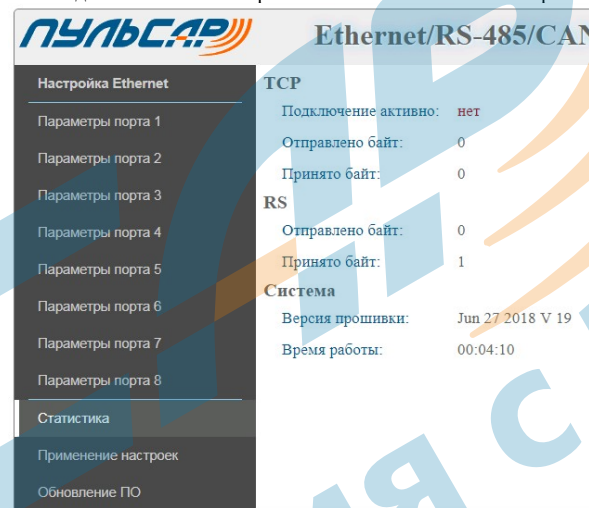 ПУЛЬСАР
Ethernet/RS-485/CAN
Настройка Ethernet
Параметры порта 1
Параметры порта 2
Параметры порта 3
Параметры порта 4
Параметры порта 5
Параметры порта 6
Параметры порта 7
Параметры порта 8
Статистика
Применение настроек
Обновление ПО
TCP
Подключение активно: нет
Отправлено байт: 0
Принято байт: 0
RS
Отправлено байт: 0
Принято байт: 1
Система
Версия прошивки: Jun 27 2018 V 19
Время работы: 00:04:10